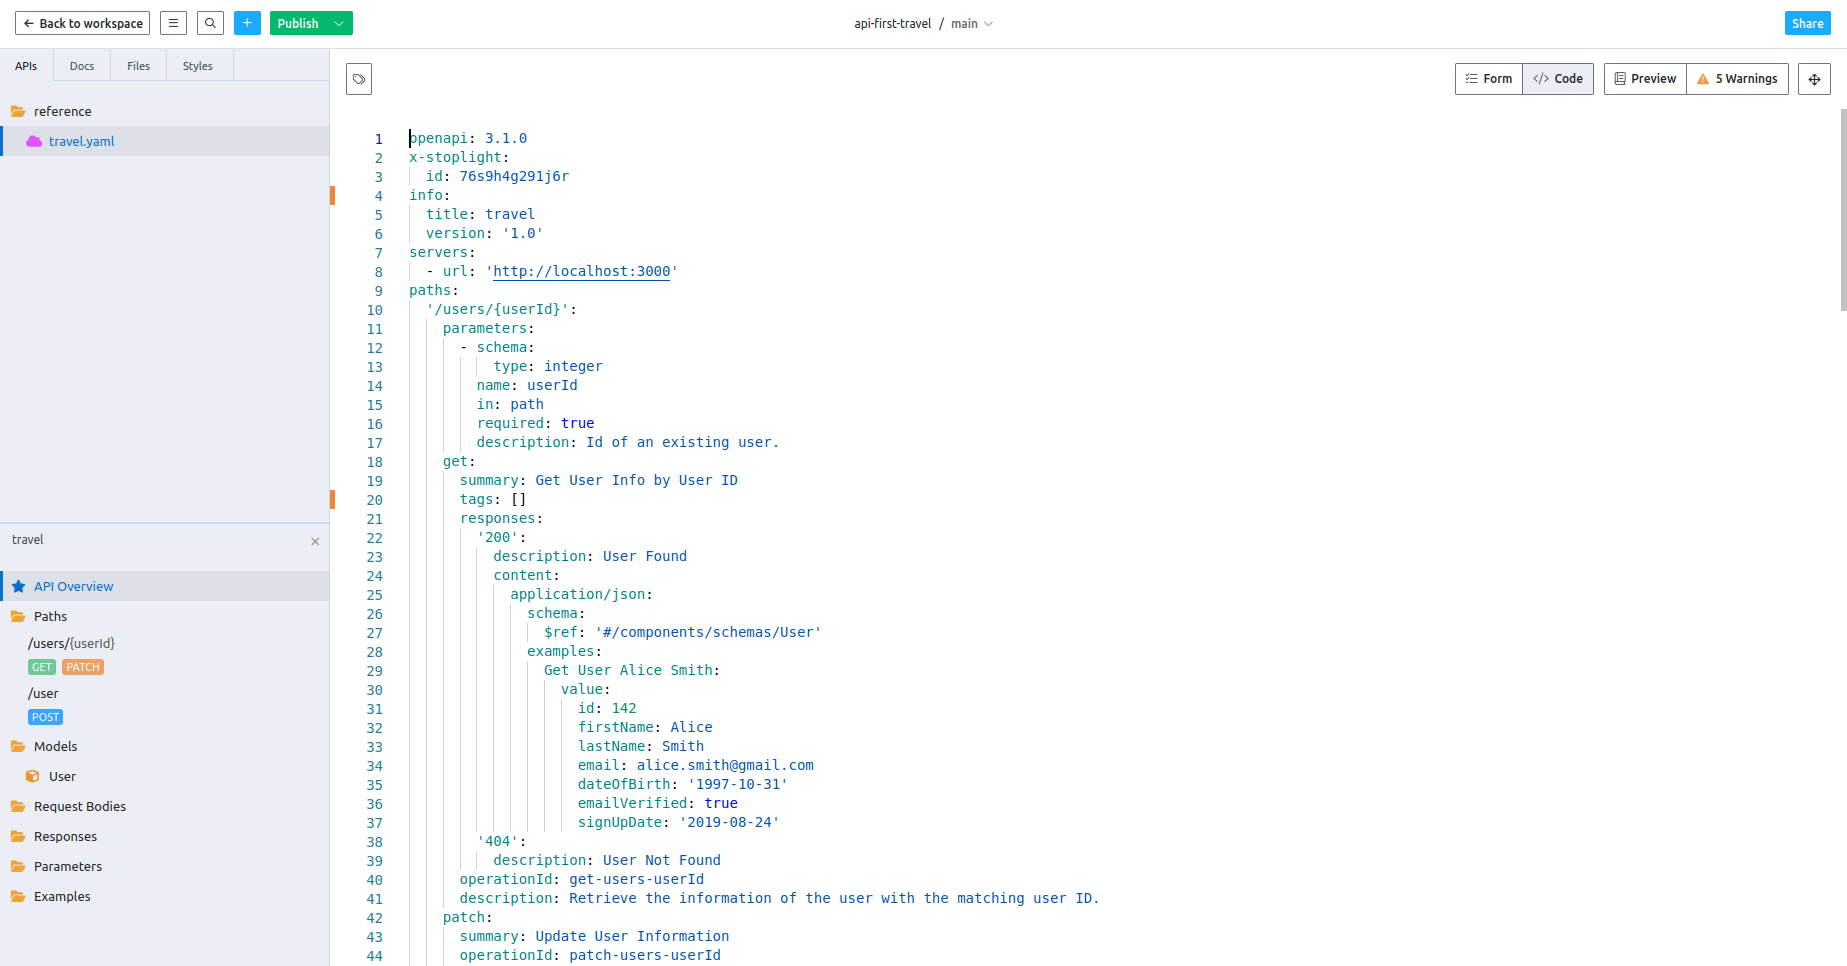 Back to workspace
Publish
api-first-travel / main
Share
APIs Docs Files Styles
reference
travel.yaml
travel
API Overview
Paths
/users/{userId}
GET PATCH
/user
POST
Models
User
Request Bodies
Responses
Parameters
Examples
Form </> Code Preview 5 Warnings
1 openapi: 3.1.0
2 x-stoplight:
3 id: 76s9h4g291j6r
4 info:
5 title: travel
6 version: '1.0'
7 servers:
8 - url: 'http://localhost:3000'
9 paths:
10 '/users/{userId}':
11 parameters:
12 - schema:
13 type: integer
14 name: userId
15 in: path
16 required: true
17 description: Id of an existing user.
18 get:
19 summary: Get User Info by User ID
20 tags: []
21 responses:
22 '200':
23 description: User Found
24 content:
25 application/json:
26 schema:
27 $ref: '#/components/schemas/User'
28 examples:
29 Get User Alice Smith:
30 value:
31 id: 142
32 firstName: Alice
33 lastName: Smith
34 email: alice.smith@gmail.com
35 dateOfBirth: '1997-10-31'
36 emailVerified: true
37 signUpDate: '2019-08-24'
38 '404':
39 description: User Not Found
40 operationId: get-users-userId
41 description: Retrieve the information of the user with the matching user ID.
42 patch:
43 summary: Update User Information
44 operationId: patch-users-userId